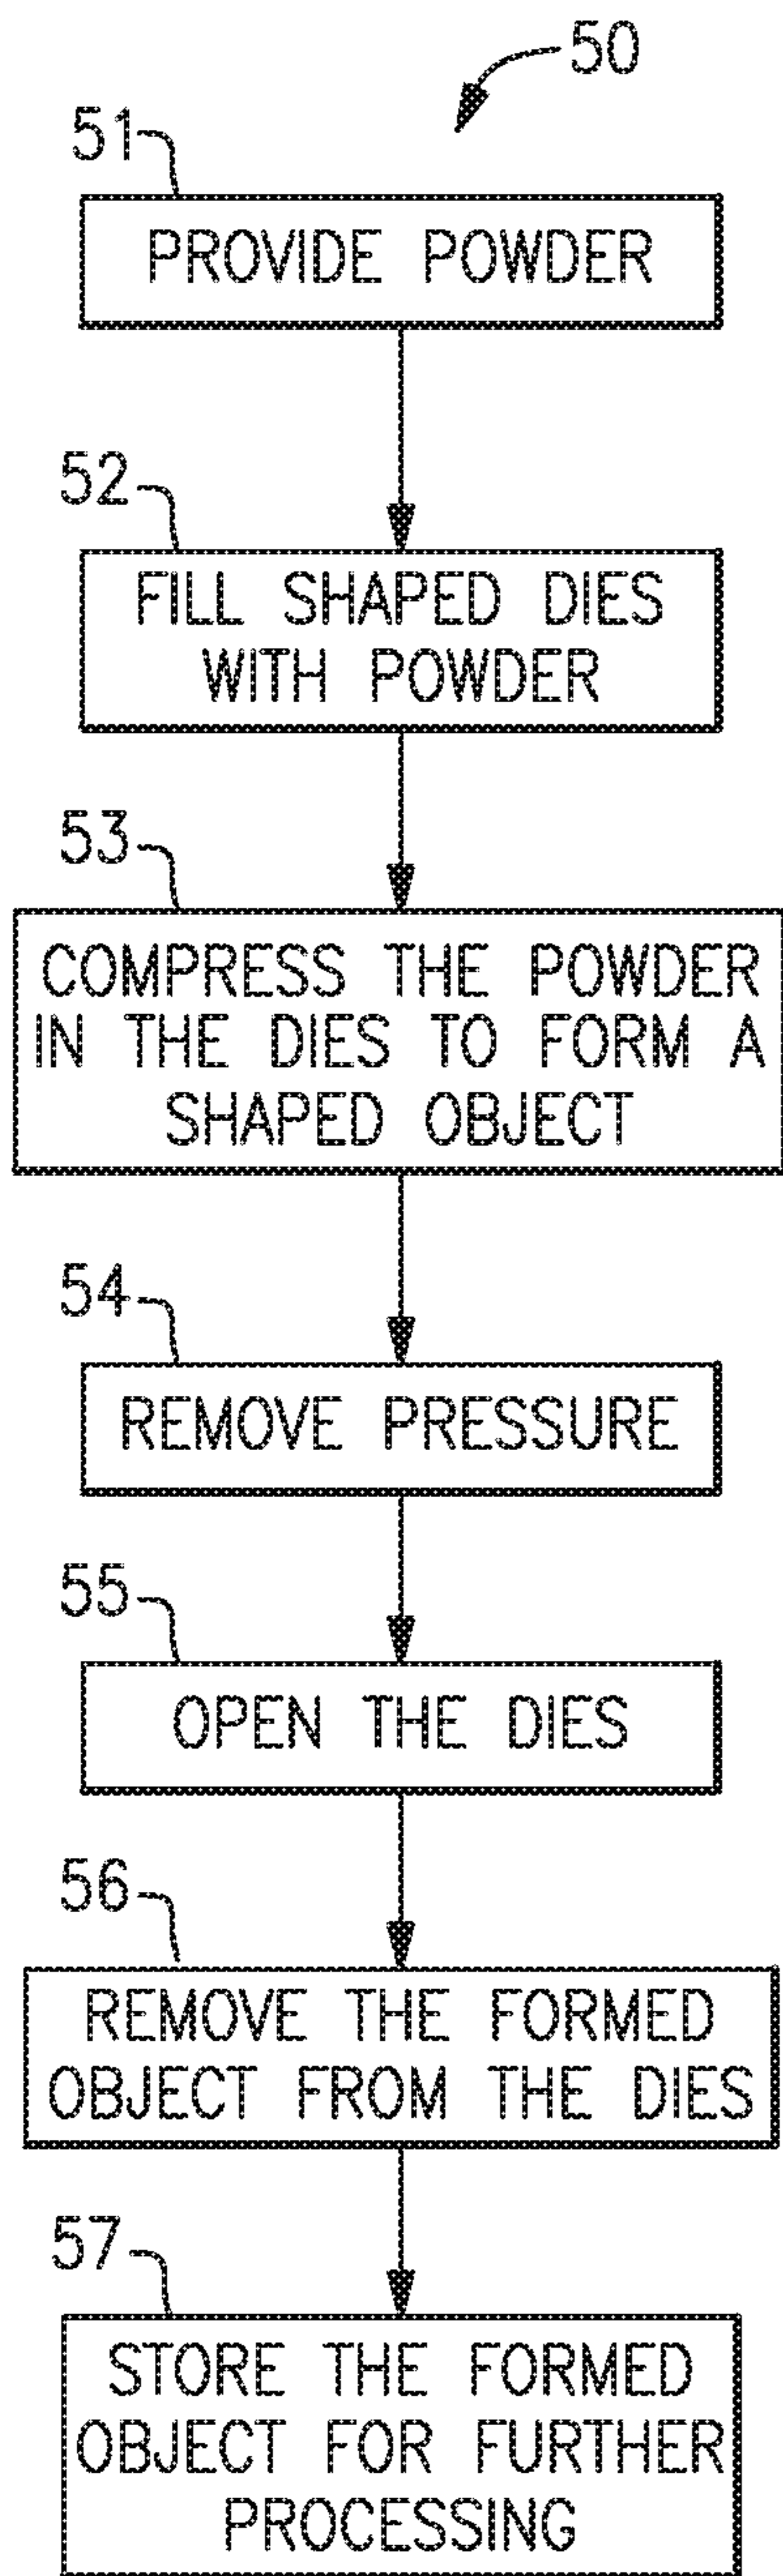 50
51
PROVIDE POWDER
52
FILL SHAPED DIES
WITH POWDER
53
COMPRESS THE POWDER
IN THE DIES TO FORM A
SHAPED OBJECT
54
REMOVE PRESSURE
55
OPEN THE DIES
56
REMOVE THE FORMED
OBJECT FROM THE DIES
57
STORE THE FORMED
OBJECT FOR FURTHER
PROCESSING